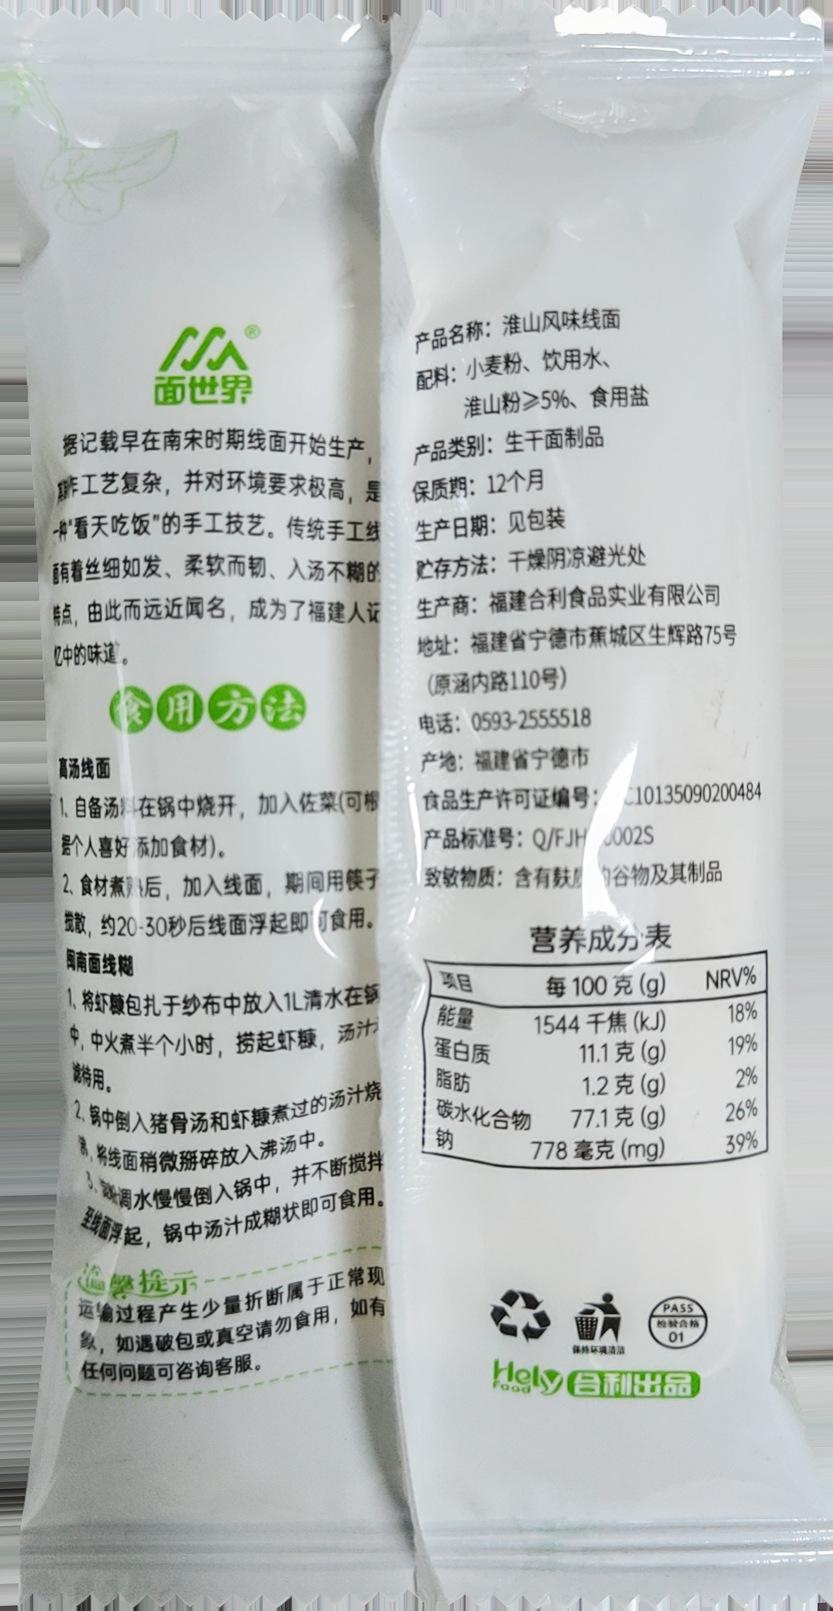 ®
面世界
据记载早在南宋时期线面开始生产，
作工艺复杂，并对环境要求极高，是
一种“看天吃饭”的手工技艺。传统手工线
面有着丝细如发、柔软而韧、入汤不糊的
特点，由此而远近闻名，成为了福建人记
忆中的味道。
食用方法
高汤线面
1、自备汤料在锅中烧开，加入佐菜(可根
据个人喜好添加食材)。
2、食材煮熟后，加入线面，期间用筷子
搅散，约20-30秒后线面浮起即可食用。
闽南面线糊
1、将虾糠包扎于纱布中放入1L清水在锅
中，中火煮半个小时，捞起虾糠，汤汁
滤待用。
2、锅中倒入猪骨汤和虾糠煮过的汤汁烧
沸，将线面稍微掰碎放入沸汤中。
3、调水慢慢倒入锅中，并不断搅拌
至线面浮起，锅中汤汁成糊状即可食用。
温馨提示
运输过程产生少量折断属于正常现
象，如遇破包或真空请勿食用，如有
任何问题可咨询客服。
产品名称：淮山风味线面
配料：小麦粉、饮用水、
淮山粉≥5%、食用盐
产品类别：生干面制品
保质期：12个月
生产日期：见包装
贮存方法：干燥阴凉避光处
生产商：福建合利食品实业有限公司
地址：福建省宁德市蕉城区生辉路75号
（原涵内路110号）
电话：0593-2555518
产地：福建省宁德市
食品生产许可证编号：C10135090200484
产品标准号：Q/FJH 0002S
致敏物质：含有麸质的谷物及其制品
营养成分表
项目 每100克(g) NRV%
能量 1544千焦(kJ) 18%
蛋白质 11.1克(g) 19%
脂肪 1.2克(g) 2%
碳水化合物 77.1克(g) 26%
钠 778毫克(mg) 39%
保持环境清洁
PASS
检验合格
01
Hely
Food
合利出品